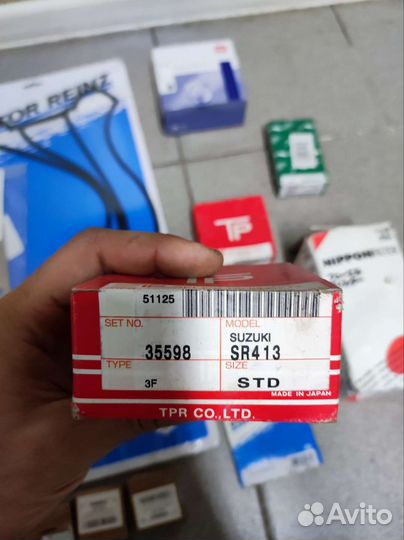 TOR REINZ
TP
NIPPON
51125
SET NO.
MODEL
SUZUKI
35598
SR413
TYPE
SIZE
3F
STD
MADE IN JAPAN
TPR CO.,LTD.
Avito